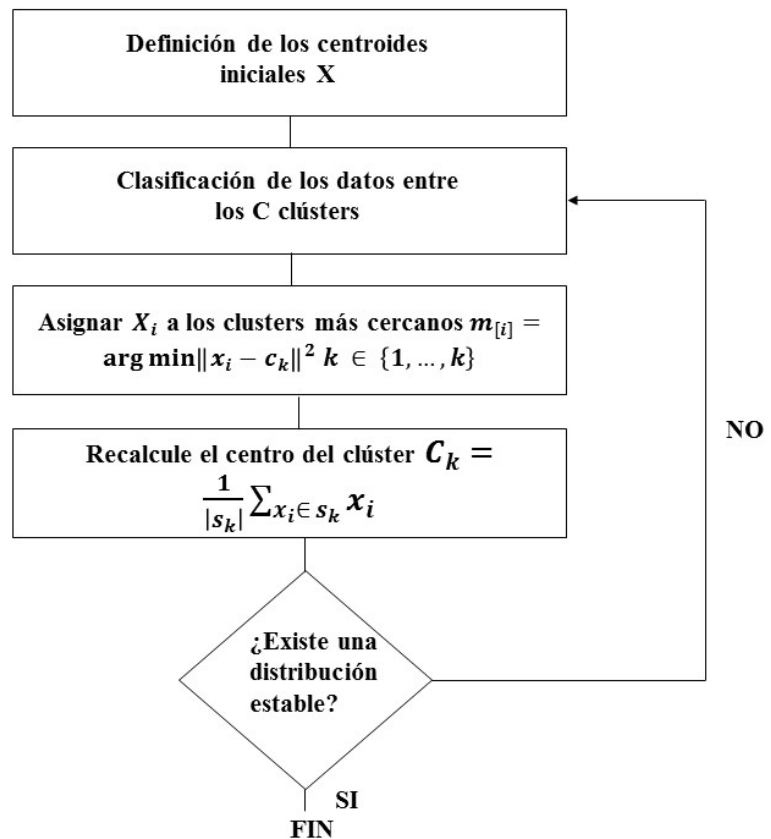 Definición de los centroides
iniciales X
Clasificación de los datos entre
los C clústers
Asignar X_i a los clusters más cercanos m_[i] =
arg min‖x_i − c_k‖² k ∈ {1, … , k}
Recalcule el centro del clúster C_k =
1/|s_k| ∑_{x_i ∈ s_k} x_i
NO
¿Existe una
distribución
estable?
SI
FIN